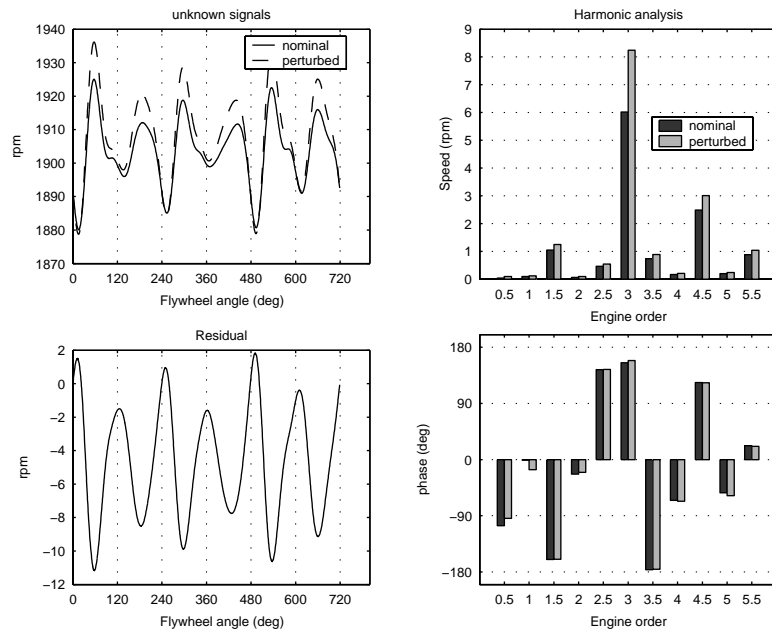 unknown signals
1940
1930
1920
1910
1900
1890
1880
1870
rpm
nominal
perturbed
0 120 240 360 480 600 720
Flywheel angle (deg)
Harmonic analysis
9
8
7
6
5
4
3
2
1
0
Speed (rpm)
nominal
perturbed
0.5 1 1.5 2 2.5 3 3.5 4 4.5 5 5.5
Engine order
Residual
2
0
−2
−4
−6
−8
−10
−12
rpm
0 120 240 360 480 600 720
Flywheel angle (deg)
180
90
0
−90
−180
phase (deg)
0.5 1 1.5 2 2.5 3 3.5 4 4.5 5 5.5
Engine order